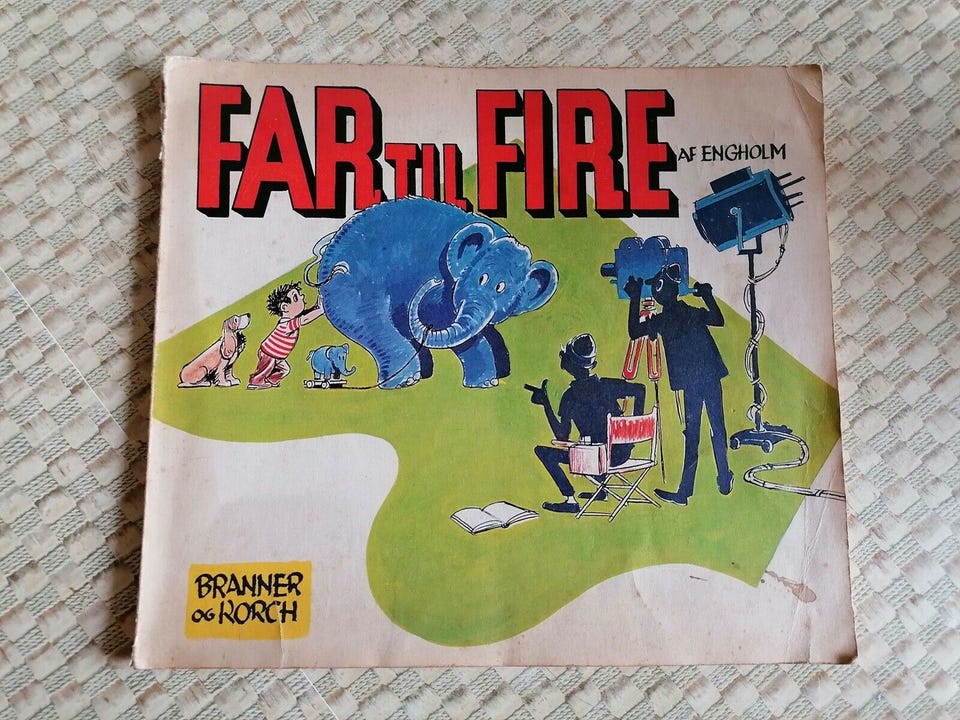 FAR TIL FIRE
AF ENGHOLM
BRANNER
OG KORCH